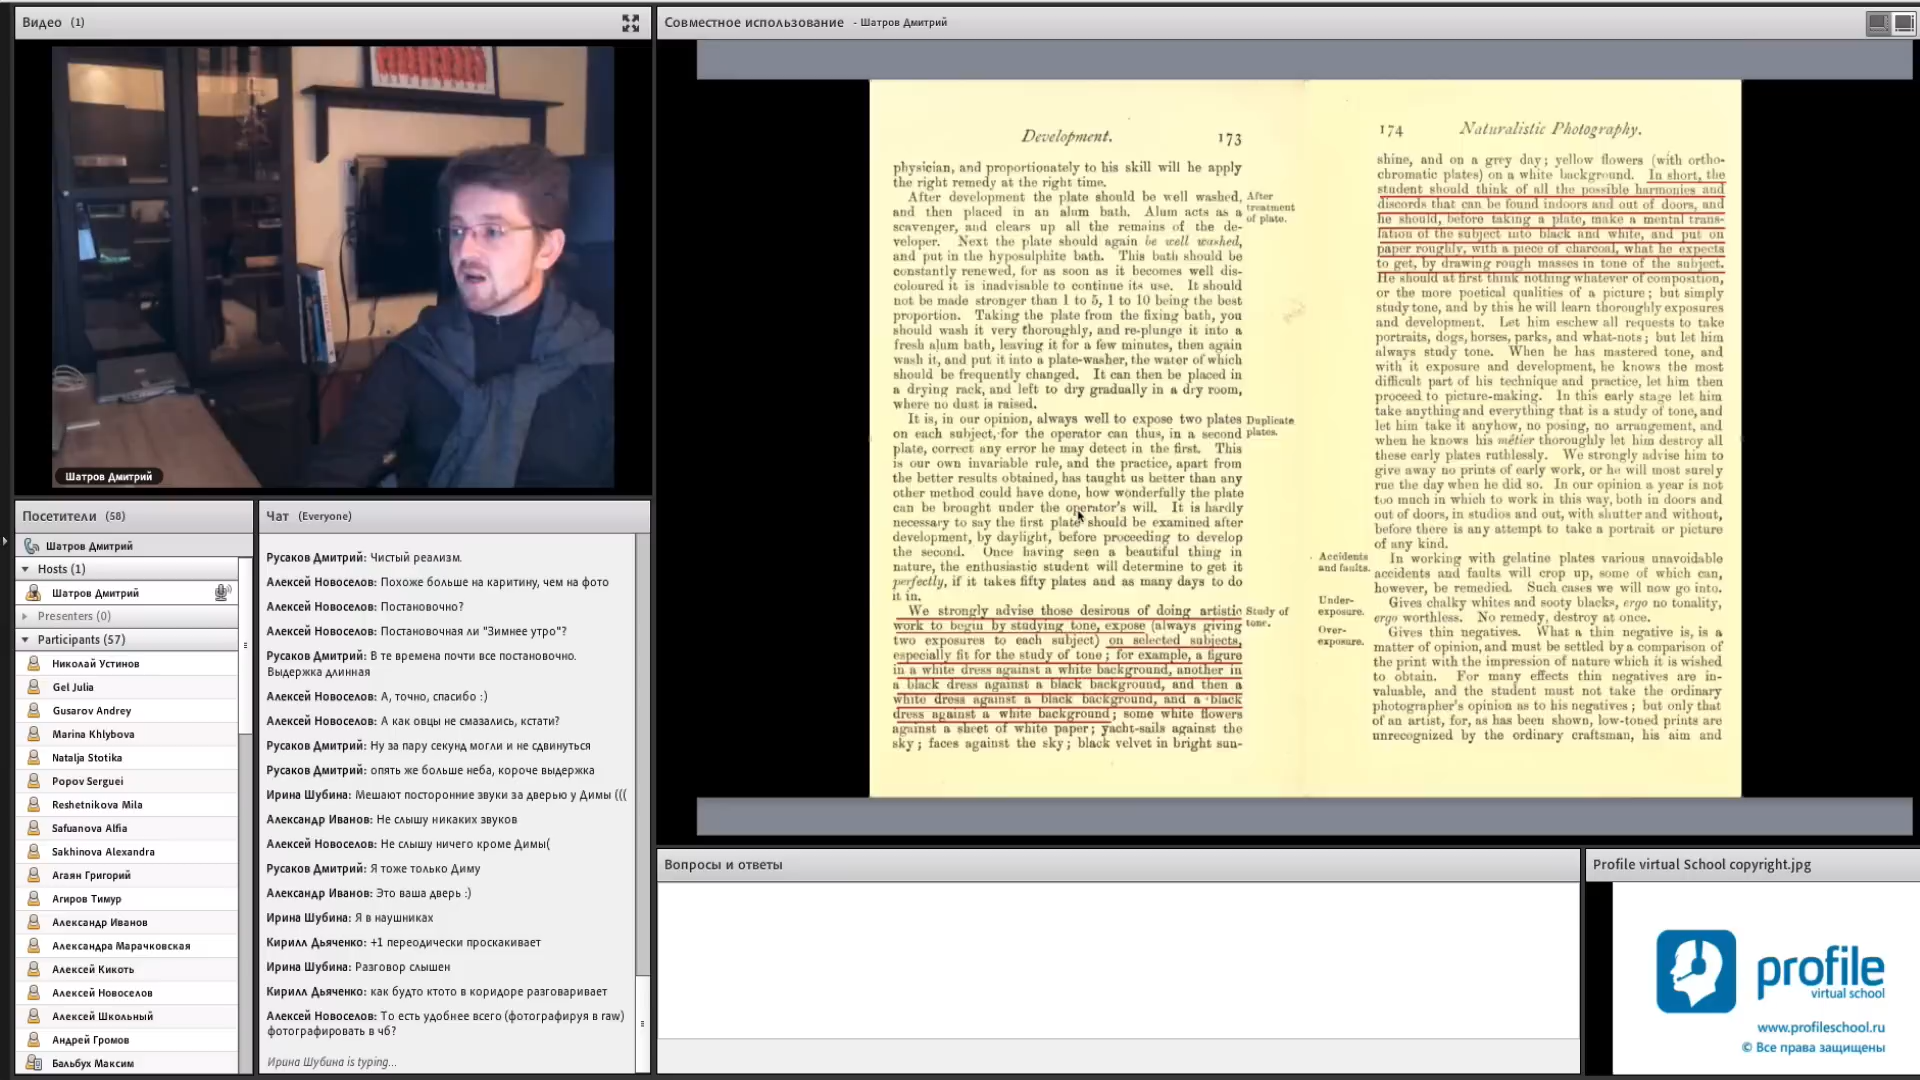 Видео (1)
Шатров Дмитрий
Посетители (58)
Шатров Дмитрий
Hosts (1)
Шатров Дмитрий
Presenters (0)
Participants (57)
Николай Устинов
Gel Julia
Gusarov Andrey
Marina Khlybova
Natalja Stotika
Popov Serguei
Reshetnikova Mila
Safuanova Alfia
Sakhinova Alexandra
Агаян Григорий
Агиров Тимур
Александр Иванов
Александра Марачковская
Алексей Кикоть
Алексей Новоселов
Алексей Школьный
Андрей Громов
Бальбух Максим
Чат (Everyone)
Русаков Дмитрий: Чистый реализм.
Алексей Новоселов: Похоже больше на каритину, чем на фото
Алексей Новоселов: Постановочно?
Алексей Новоселов: Постановочная ли "Зимнее утро"?
Русаков Дмитрий: В те времена почти все постановочно.
Выдержка длинная
Алексей Новоселов: А, точно, спасибо :)
Алексей Новоселов: А как овцы не смазались, кстати?
Русаков Дмитрий: Ну за пару секунд могли и не сдвинуться
Русаков Дмитрий: опять же больше неба, короче выдержка
Ирина Шубина: Мешают посторонние звуки за дверью у Димы (((
Александр Иванов: Не слышу никаких звуков
Алексей Новоселов: Не слышу ничего кроме Димы(
Русаков Дмитрий: Я тоже только Диму
Александр Иванов: Это ваша дверь :)
Ирина Шубина: Я в наушниках
Кирилл Дьяченко: +1 переодически проскакивает
Ирина Шубина: Разговор слышен
Кирилл Дьяченко: как будто ктото в коридоре разговаривает
Алексей Новоселов: То есть удобнее всего (фотографируя в raw)
фотографировать в чб?
Ирина Шубина is typing...
Совместное использование - Шатров Дмитрий
Development. 173
physician, and proportionately to his skill will he apply
the right remedy at the right time.
After development the plate should be well washed,
and then placed in an alum bath. Alum acts as a
scavenger, and clears up all the remains of the de-
veloper. Next the plate should again be well washed,
and put in the hyposulphite bath. This bath should be
constantly renewed, for as soon as it becomes well dis-
coloured it is inadvisable to continue its use. It should
not be made stronger than 1 to 5, 1 to 10 being the best
proportion. Taking the plate from the fixing bath, you
should wash it very thoroughly, and re-plunge it into a
fresh alum bath, leaving it for a few minutes, then again
wash it, and put it into a plate-washer, the water of which
should be frequently changed. It can then be placed in
a drying rack, and left to dry gradually in a dry room,
where no dust is raised.
It is, in our opinion, always well to expose two plates
on each subject, for the operator can thus, in a second
plate, correct any error he may detect in the first. This
is our own invariable rule, and the practice, apart from
the better results obtained, has taught us better than any
other method could have done, how wonderfully the plate
can be brought under the operator's will. It is hardly
necessary to say the first plate should be examined after
development, by daylight, before proceeding to develop
the second. Once having seen a beautiful thing in
nature, the enthusiastic student will determine to get it
perfectly, if it takes fifty plates and as many days to do
it in.
We strongly advise those desirous of doing artistic
work to begin by studying tone, expose (always giving
two exposures to each subject) on selected subjects,
especially fit for the study of tone; for example, a figure
in a white dress against a white background, another in
a black dress against a black background, and then a
white dress against a black background, and a black
dress against a white background; some white flowers
against a sheet of white paper; yacht-sails against the
sky; faces against the sky; black velvet in bright sun-
After
treatment
of plate.
Duplicate
plates.
Study of
tone.
174 Naturalistic Photography.
shine, and on a grey day; yellow flowers (with ortho-
chromatic plates) on a white background. In short, the
student should think of all the possible harmonies and
discords that can be found indoors and out of doors, and
he should, before taking a plate, make a mental trans-
lation of the subject into black and white, and put on
paper roughly, with a piece of charcoal, what he expects
to get, by drawing rough masses in tone of the subject.
He should at first think nothing whatever of composition,
or the more poetical qualities of a picture; but simply
study tone, and by this he will learn thoroughly exposures
and development. Let him eschew all requests to take
portraits, dogs, horses, parks, and what-nots; but let him
always study tone. When he has mastered tone, and
with it exposure and development, he knows the most
difficult part of his technique and practice, let him then
proceed to picture-making. In this early stage let him
take anything and everything that is a study of tone, and
let him take it anyhow, no posing, no arrangement, and
when he knows his métier thoroughly let him destroy all
these early plates ruthlessly. We strongly advise him to
give away no prints of early work, or he will most surely
rue the day when he did so. In our opinion a year is not
too much in which to work in this way, both in doors and
out of doors, in studios and out, with shutter and without,
before there is any attempt to take a portrait or picture
of any kind.
In working with gelatine plates various unavoidable
accidents and faults will crop up, some of which can,
however, be remedied. Such cases we will now go into.
Gives chalky whites and sooty blacks, ergo no tonality,
ergo worthless. No remedy, destroy at once.
Gives thin negatives. What a thin negative is, is a
matter of opinion, and must be settled by a comparison of
the print with the impression of nature which it is wished
to obtain. For many effects thin negatives are in-
valuable, and the student must not take the ordinary
photographer's opinion as to his negatives; but only that
of an artist, for, as has been shown, low-toned prints are
unrecognized by the ordinary craftsman, his aim and
Accidents
and faults.
Under-
exposure.
Over-
exposure.
Вопросы и ответы
Profile virtual School copyright.jpg
profile
virtual school
www.profileschool.ru
© Все права защищены